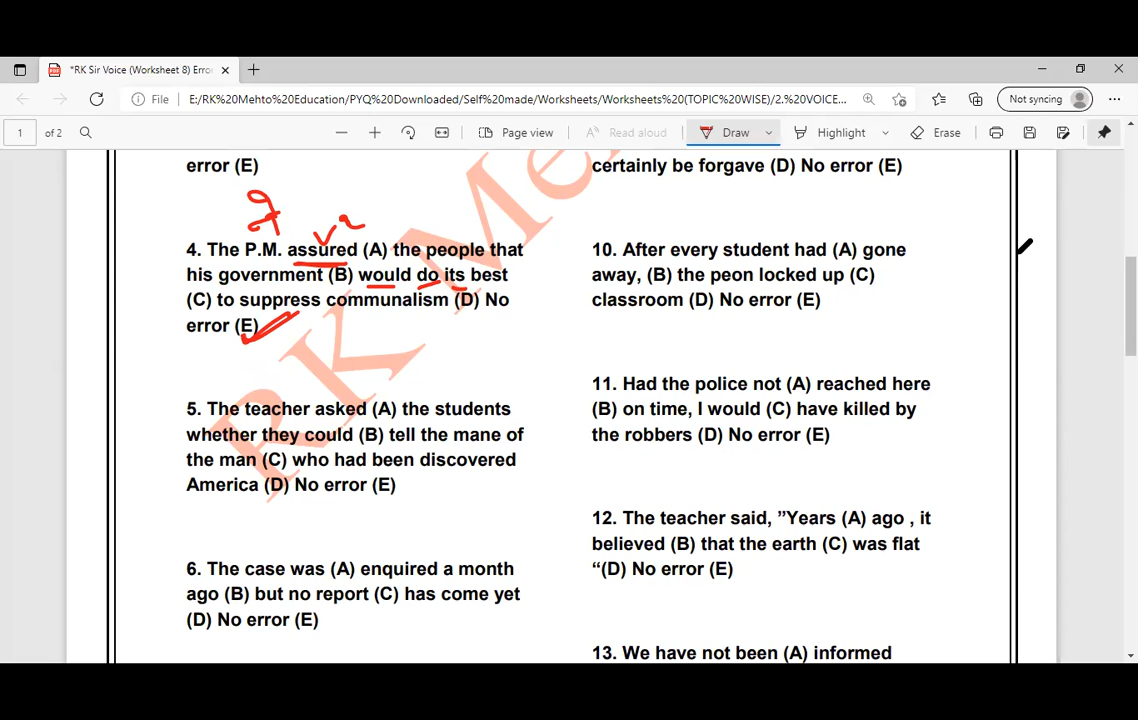 *RK Sir Voice (Worksheet 8) Erro
File
E:/RK%20Mehto%20Education/PYQ%20Downloaded/Self%20made/Worksheets/Worksheets%20(TOPIC%20WISE)/2.%20VOICE...
Not syncing
1
of 2
Page view
Read aloud
Draw
Highlight
Erase
error (E)
4. The P.M. assured (A) the people that
his government (B) would do its best
(C) to suppress communalism (D) No
error (E)
5. The teacher asked (A) the students
whether they could (B) tell the mane of
the man (C) who had been discovered
America (D) No error (E)
6. The case was (A) enquired a month
ago (B) but no report (C) has come yet
(D) No error (E)
certainly be forgave (D) No error (E)
10. After every student had (A) gone
away, (B) the peon locked up (C)
classroom (D) No error (E)
11. Had the police not (A) reached here
(B) on time, I would (C) have killed by
the robbers (D) No error (E)
12. The teacher said, ”Years (A) ago , it
believed (B) that the earth (C) was flat
“(D) No error (E)
13. We have not been (A) informed
RK Me